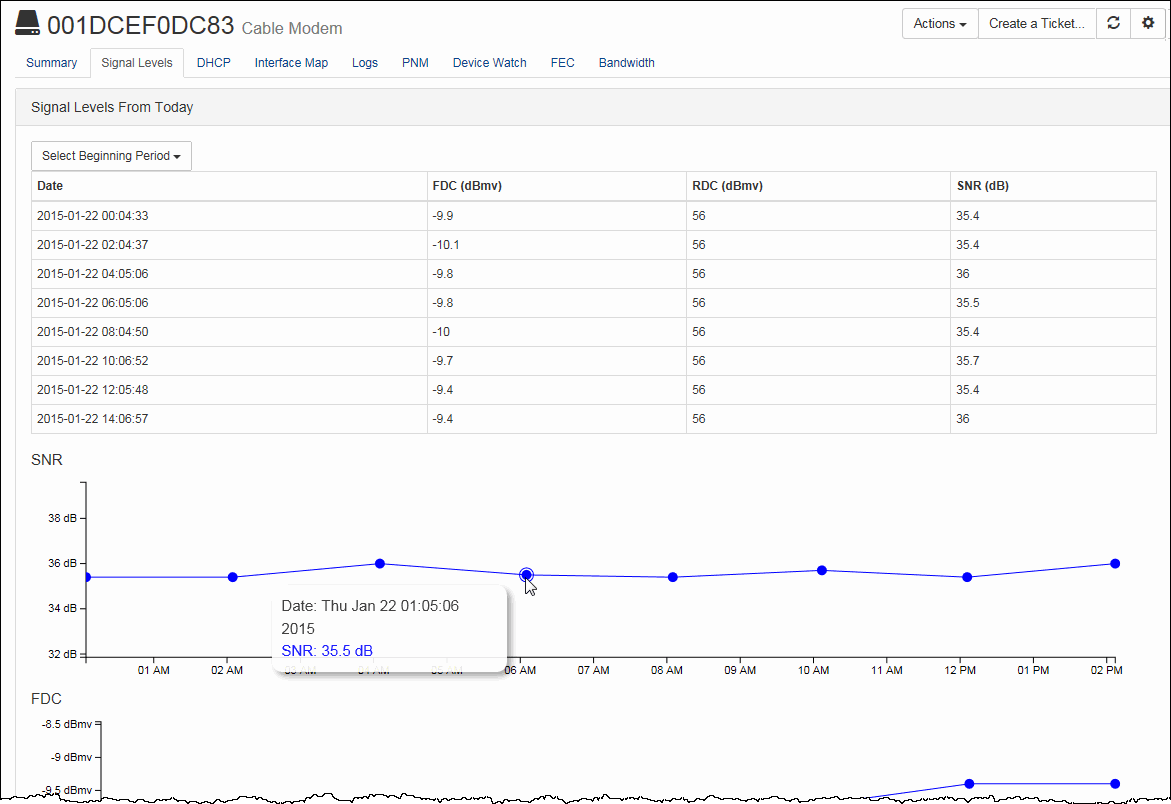 001DCEF0DC83 Cable Modem
Actions
Create a Ticket...
Summary Signal Levels DHCP Interface Map Logs PNM Device Watch FEC Bandwidth
Signal Levels From Today
Select Beginning Period
Date FDC (dBmv) RDC (dBmv) SNR (dB)
2015-01-22 00:04:33 -9.9 56 35.4
2015-01-22 02:04:37 -10.1 56 35.4
2015-01-22 04:05:06 -9.8 56 36
2015-01-22 06:05:06 -9.8 56 35.5
2015-01-22 08:04:50 -10 56 35.4
2015-01-22 10:06:52 -9.7 56 35.7
2015-01-22 12:05:48 -9.4 56 35.4
2015-01-22 14:06:57 -9.4 56 36
SNR
38 dB
36 dB
34 dB
32 dB
Date: Thu Jan 22 01:05:06
2015
SNR: 35.5 dB
01 AM 02 AM 03 AM 04 AM 05 AM 06 AM 07 AM 08 AM 09 AM 10 AM 11 AM 12 PM 01 PM 02 PM
FDC
-8.5 dBmv
-9 dBmv
-9.5 dBmv